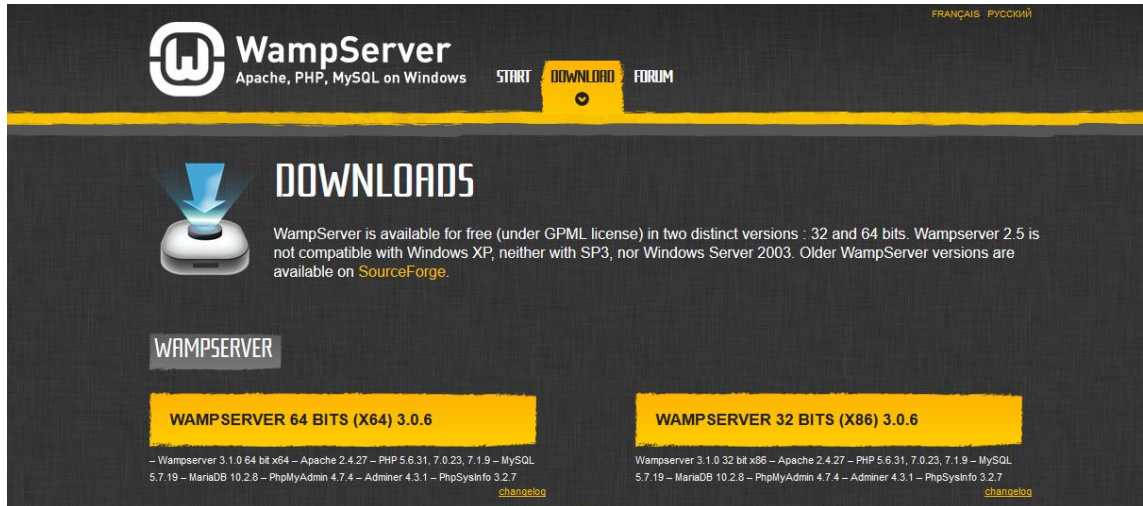 FRANÇAIS РУССКИЙ
WampServer
Apache, PHP, MySQL on Windows
START DOWNLOAD FORUM
DOWNLOADS
WampServer is available for free (under GPML license) in two distinct versions : 32 and 64 bits. Wampserver 2.5 is
not compatible with Windows XP, neither with SP3, nor Windows Server 2003. Older WampServer versions are
available on SourceForge.
WAMPSERVER
WAMPSERVER 64 BITS (X64) 3.0.6
– Wampserver 3.1.0 64 bit x64 – Apache 2.4.27 – PHP 5.6.31, 7.0.23, 7.1.9 – MySQL
5.7.19 – MariaDB 10.2.8 – PhpMyAdmin 4.7.4 – Adminer 4.3.1 – PhpSysInfo 3.2.7
changelog
WAMPSERVER 32 BITS (X86) 3.0.6
Wampserver 3.1.0 32 bit x86 – Apache 2.4.27 – PHP 5.6.31, 7.0.23, 7.1.9 – MySQL
5.7.19 – MariaDB 10.2.8 – PhpMyAdmin 4.7.4 – Adminer 4.3.1 – PhpSysInfo 3.2.7
changelog